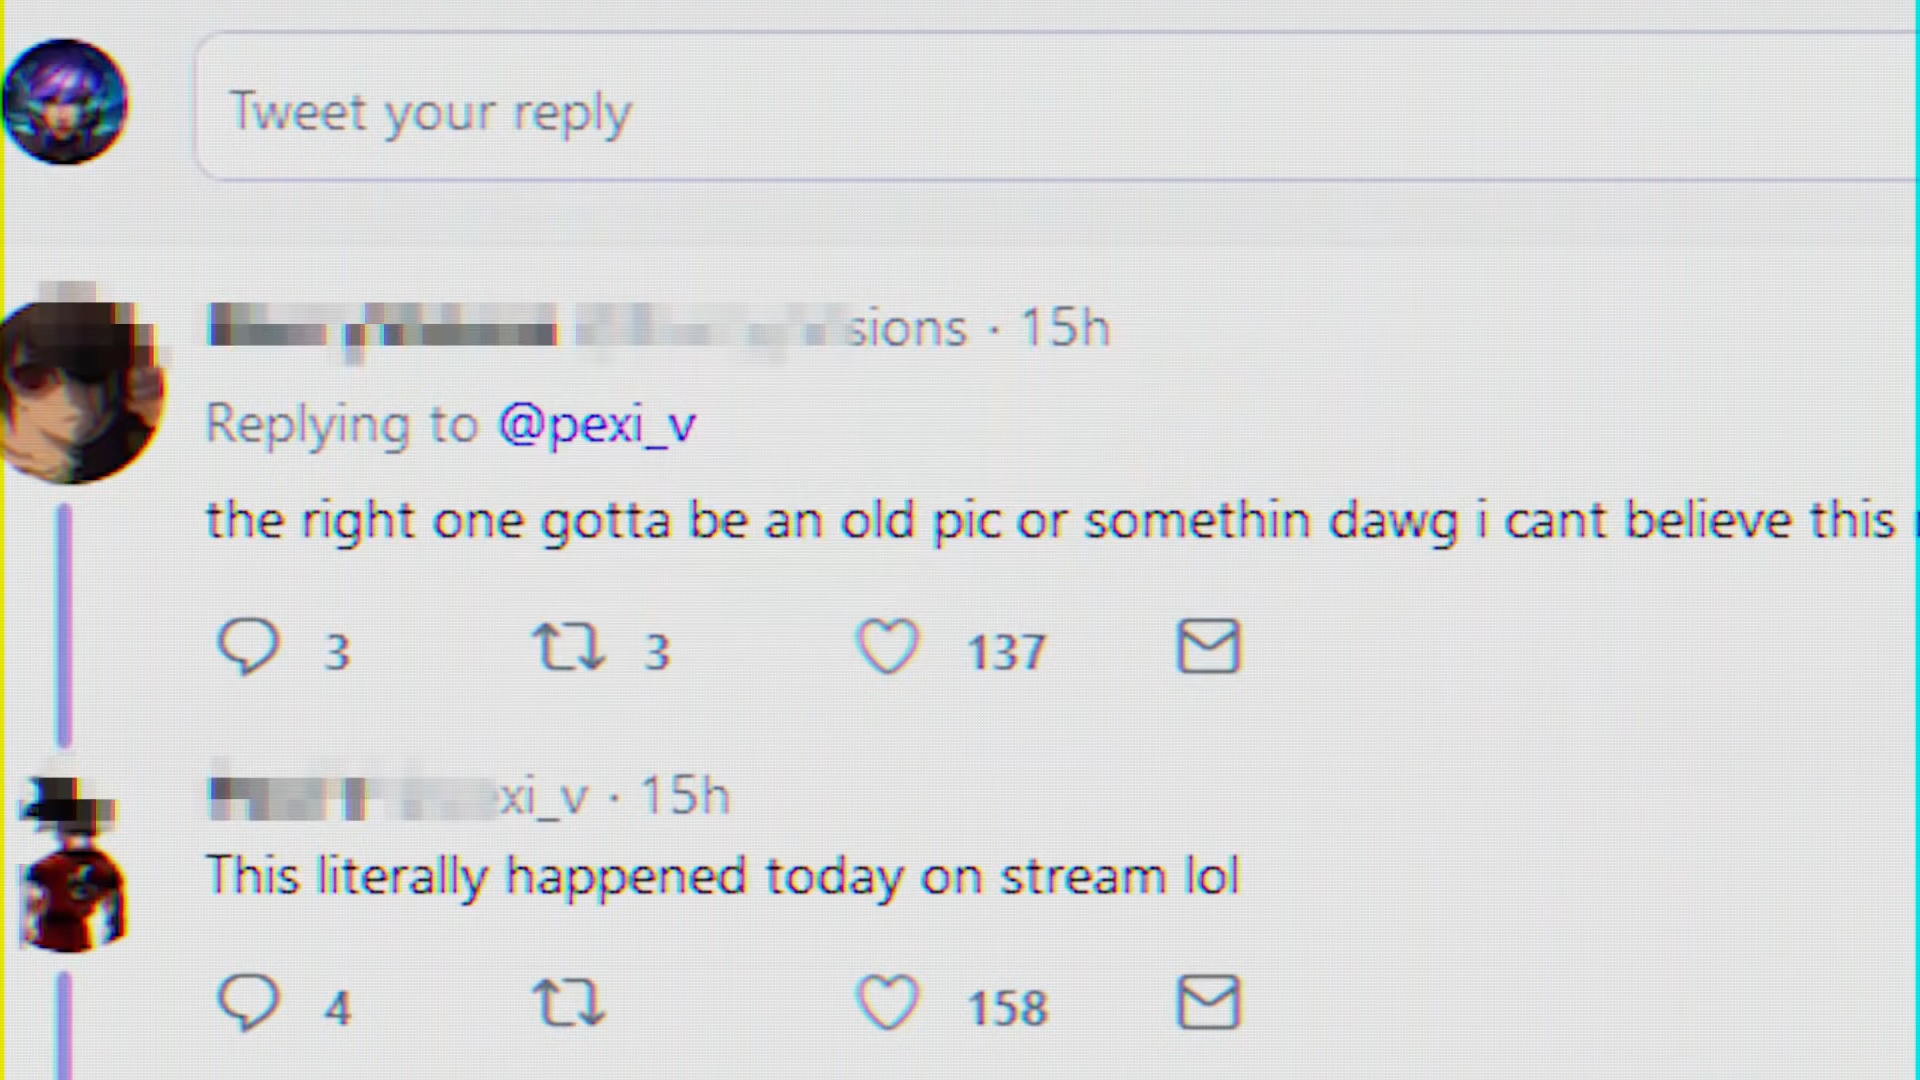 Tweet your reply
sions · 15h
Replying to @pexi_v
the right one gotta be an old pic or somethin dawg i cant believe this
3 3 137
xi_v · 15h
This literally happened today on stream lol
4 158